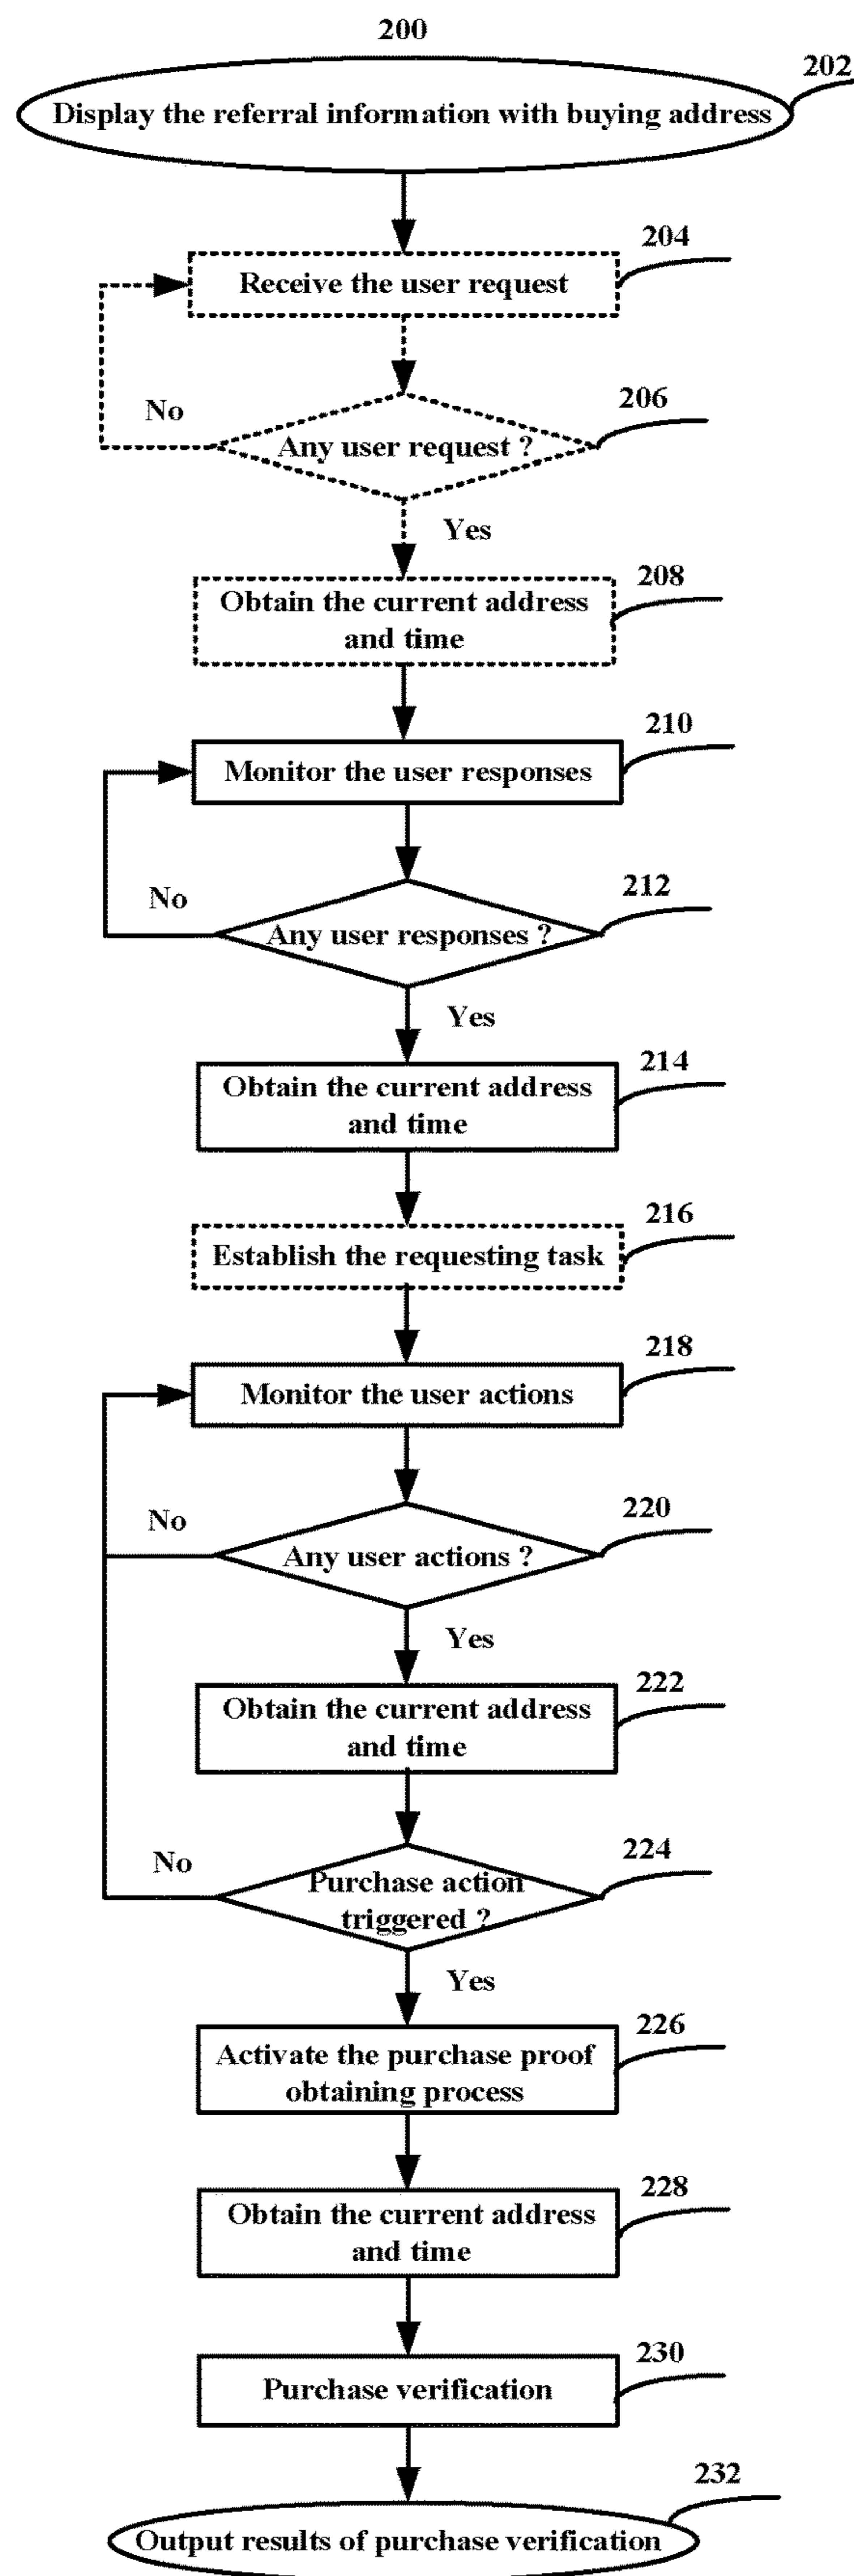 200
202
Display the referral information with buying address
204
Receive the user request
206
No
Any user request ?
Yes
208
Obtain the current address
and time
210
Monitor the user responses
212
No
Any user responses ?
Yes
214
Obtain the current address
and time
216
Establish the requesting task
218
Monitor the user actions
220
No
Any user actions ?
Yes
222
Obtain the current address
and time
224
No
Purchase action
triggered ?
Yes
226
Activate the purchase proof
obtaining process
228
Obtain the current address
and time
230
Purchase verification
232
Output results of purchase verification